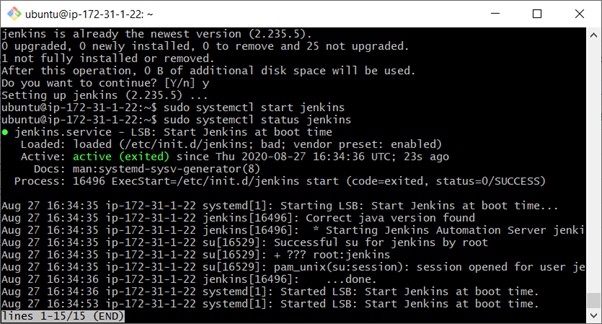 ubuntu@ip-172-31-1-22: ~
jenkins is already the newest version (2.235.5).
0 upgraded, 0 newly installed, 0 to remove and 25 not upgraded.
1 not fully installed or removed.
After this operation, 0 B of additional disk space will be used.
Do you want to continue? [Y/n] y
Setting up jenkins (2.235.5) ...
ubuntu@ip-172-31-1-22:~$ sudo systemctl start jenkins
ubuntu@ip-172-31-1-22:~$ sudo systemctl status jenkins
● jenkins.service - LSB: Start Jenkins at boot time
Loaded: loaded (/etc/init.d/jenkins; bad; vendor preset: enabled)
Active: active (exited) since Thu 2020-08-27 16:34:36 UTC; 23s ago
Docs: man:systemd-sysv-generator(8)
Process: 16496 ExecStart=/etc/init.d/jenkins start (code=exited, status=0/SUCCESS)
Aug 27 16:34:35 ip-172-31-1-22 systemd[1]: Starting LSB: Start Jenkins at boot time...
Aug 27 16:34:35 ip-172-31-1-22 jenkins[16496]: Correct java version found
Aug 27 16:34:35 ip-172-31-1-22 jenkins[16496]:  * Starting Jenkins Automation Server jenki
Aug 27 16:34:35 ip-172-31-1-22 su[16529]: Successful su for jenkins by root
Aug 27 16:34:35 ip-172-31-1-22 su[16529]: + ??? root:jenkins
Aug 27 16:34:35 ip-172-31-1-22 su[16529]: pam_unix(su:session): session opened for user je
Aug 27 16:34:36 ip-172-31-1-22 jenkins[16496]:    ...done.
Aug 27 16:34:36 ip-172-31-1-22 systemd[1]: Started LSB: Start Jenkins at boot time.
Aug 27 16:34:53 ip-172-31-1-22 systemd[1]: Started LSB: Start Jenkins at boot time.
lines 1-15/15 (END)